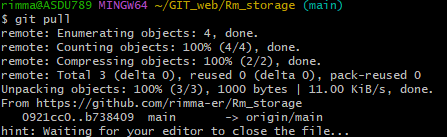 rimma@ASDU789 MINGW64 ~/GIT_web/Rm_storage (main)
$ git pull
remote: Enumerating objects: 4, done.
remote: Counting objects: 100% (4/4), done.
remote: Compressing objects: 100% (2/2), done.
remote: Total 3 (delta 0), reused 0 (delta 0), pack-reused 0
Unpacking objects: 100% (3/3), 1000 bytes | 11.00 KiB/s, done.
From https://github.com/rimma-er/Rm_storage
   0921cc0..b738409  main       -> origin/main
hint: Waiting for your editor to close the file...